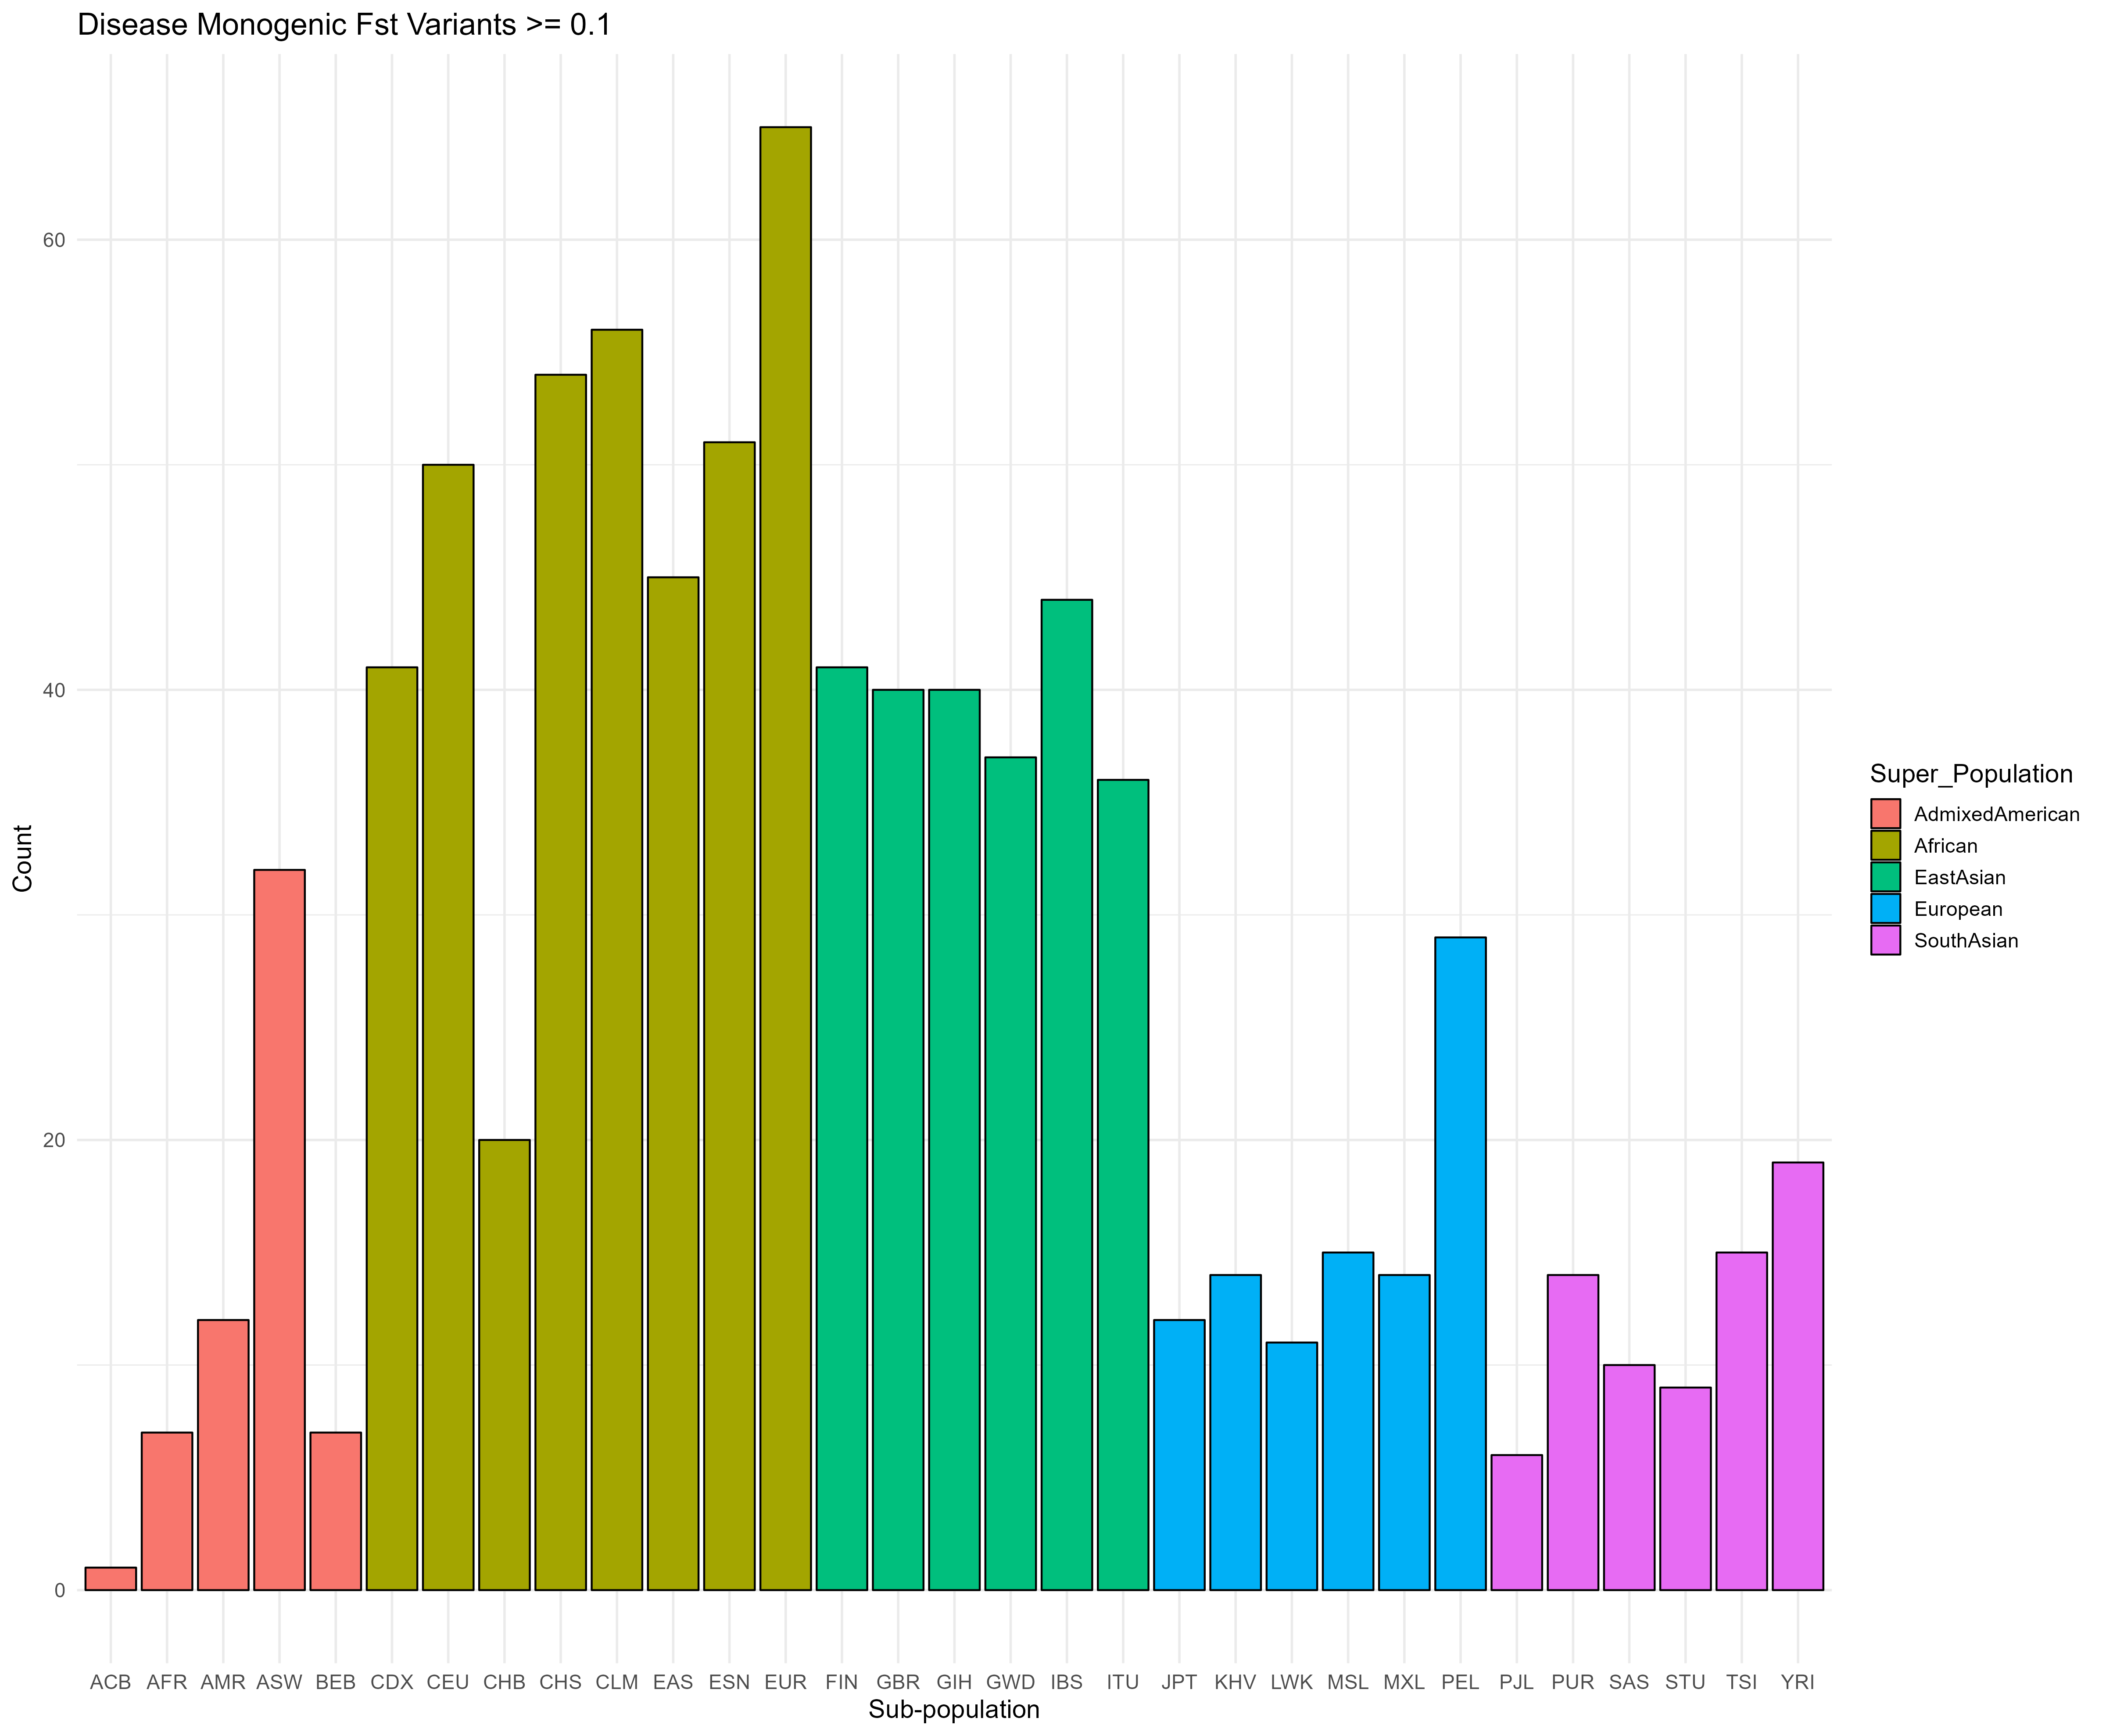 Disease Monogenic Fst Variants >= 0.1
Count
60
40
20
0
ACB AFR AMR ASW BEB CDX CEU CHB CHS CLM EAS ESN EUR FIN GBR GIH GWD IBS ITU JPT KHV LWK MSL MXL PEL PJL PUR SAS STU TSI YRI
Sub-population
Super_Population
AdmixedAmerican
African
EastAsian
European
SouthAsian